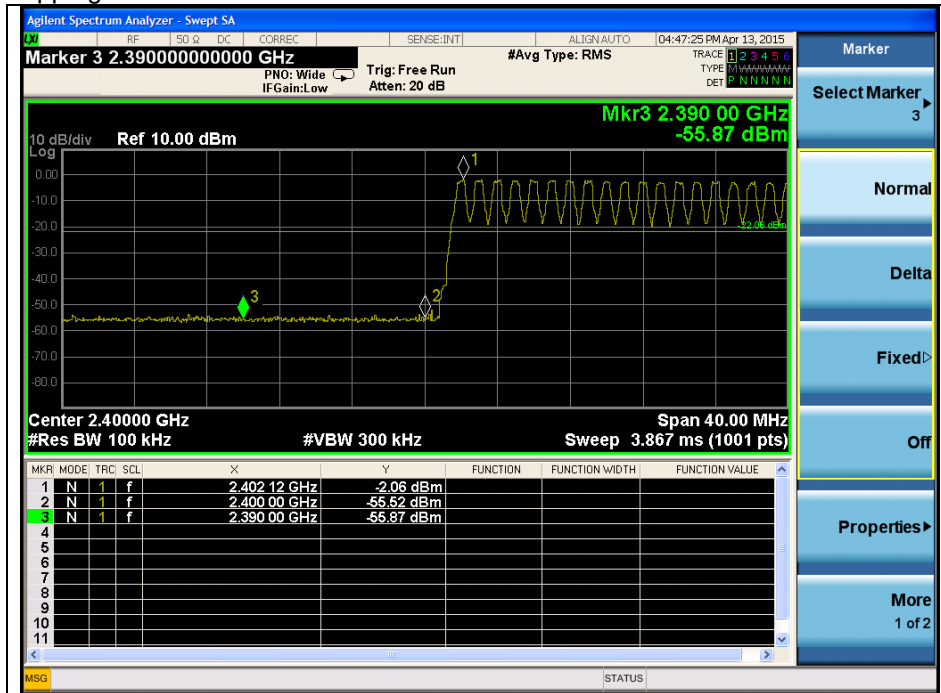 Agilent Spectrum Analyzer - Swept SA
LXI RF 50 Ω DC CORREC SENSE:INT ALIGN AUTO 04:47:25 PM Apr 13, 2015
Marker 3 2.390000000000 GHz
PNO: Wide
IFGain:Low
Trig: Free Run
Atten: 20 dB
#Avg Type: RMS
TRACE 1 2 3 4 5 6
TYPE M WWWWW
DET P N N N N N
Mkr3 2.390 00 GHz
-55.87 dBm
10 dB/div Ref 10.00 dBm
Log
0.00
-10.0
-20.0
-30.0
-40.0
-50.0
-60.0
-70.0
-80.0
1
2
3
-22.06 dBm
Center 2.40000 GHz Span 40.00 MHz
#Res BW 100 kHz #VBW 300 kHz Sweep 3.867 ms (1001 pts)
MKR MODE TRC SCL X Y FUNCTION FUNCTION WIDTH FUNCTION VALUE
1 N 1 f 2.402 12 GHz -2.06 dBm
2 N 1 f 2.400 00 GHz -55.52 dBm
3 N 1 f 2.390 00 GHz -55.87 dBm
4
5
6
7
8
9
10
11
MSG STATUS
Marker
Select Marker
3
Normal
Delta
Fixed
Off
Properties
More
1 of 2